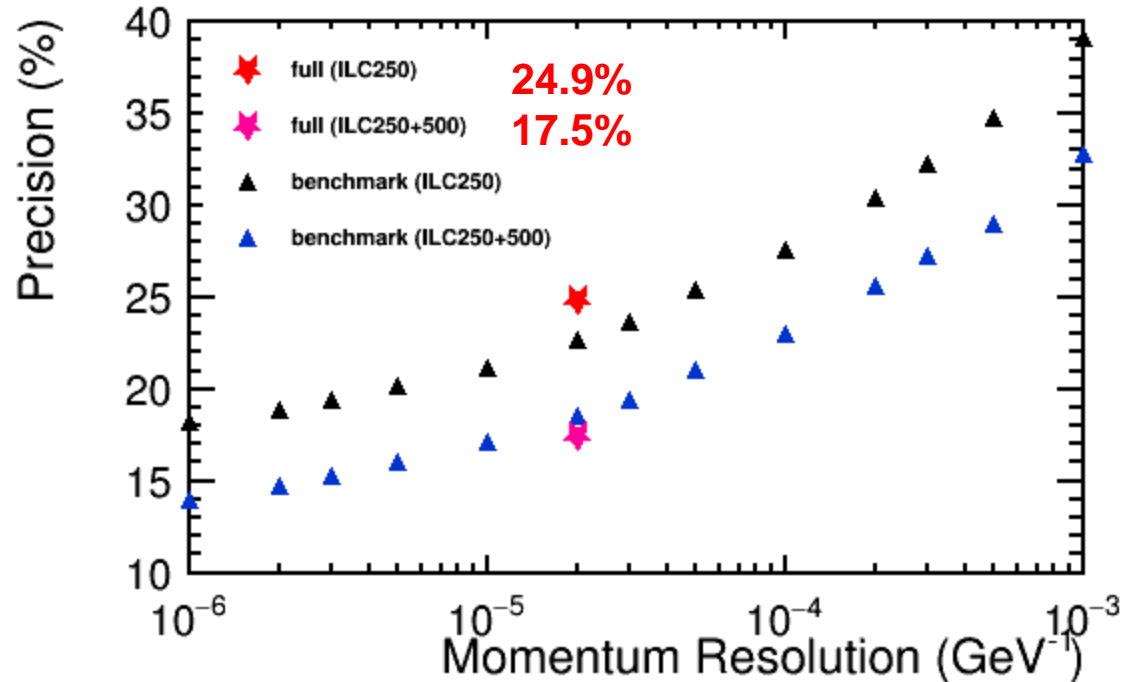 Precision (%)
40
35
30
25
20
15
10
full (ILC250) 24.9%
full (ILC250+500) 17.5%
benchmark (ILC250)
benchmark (ILC250+500)
10⁻⁶ 10⁻⁵ 10⁻⁴ 10⁻³
Momentum Resolution (GeV⁻¹)